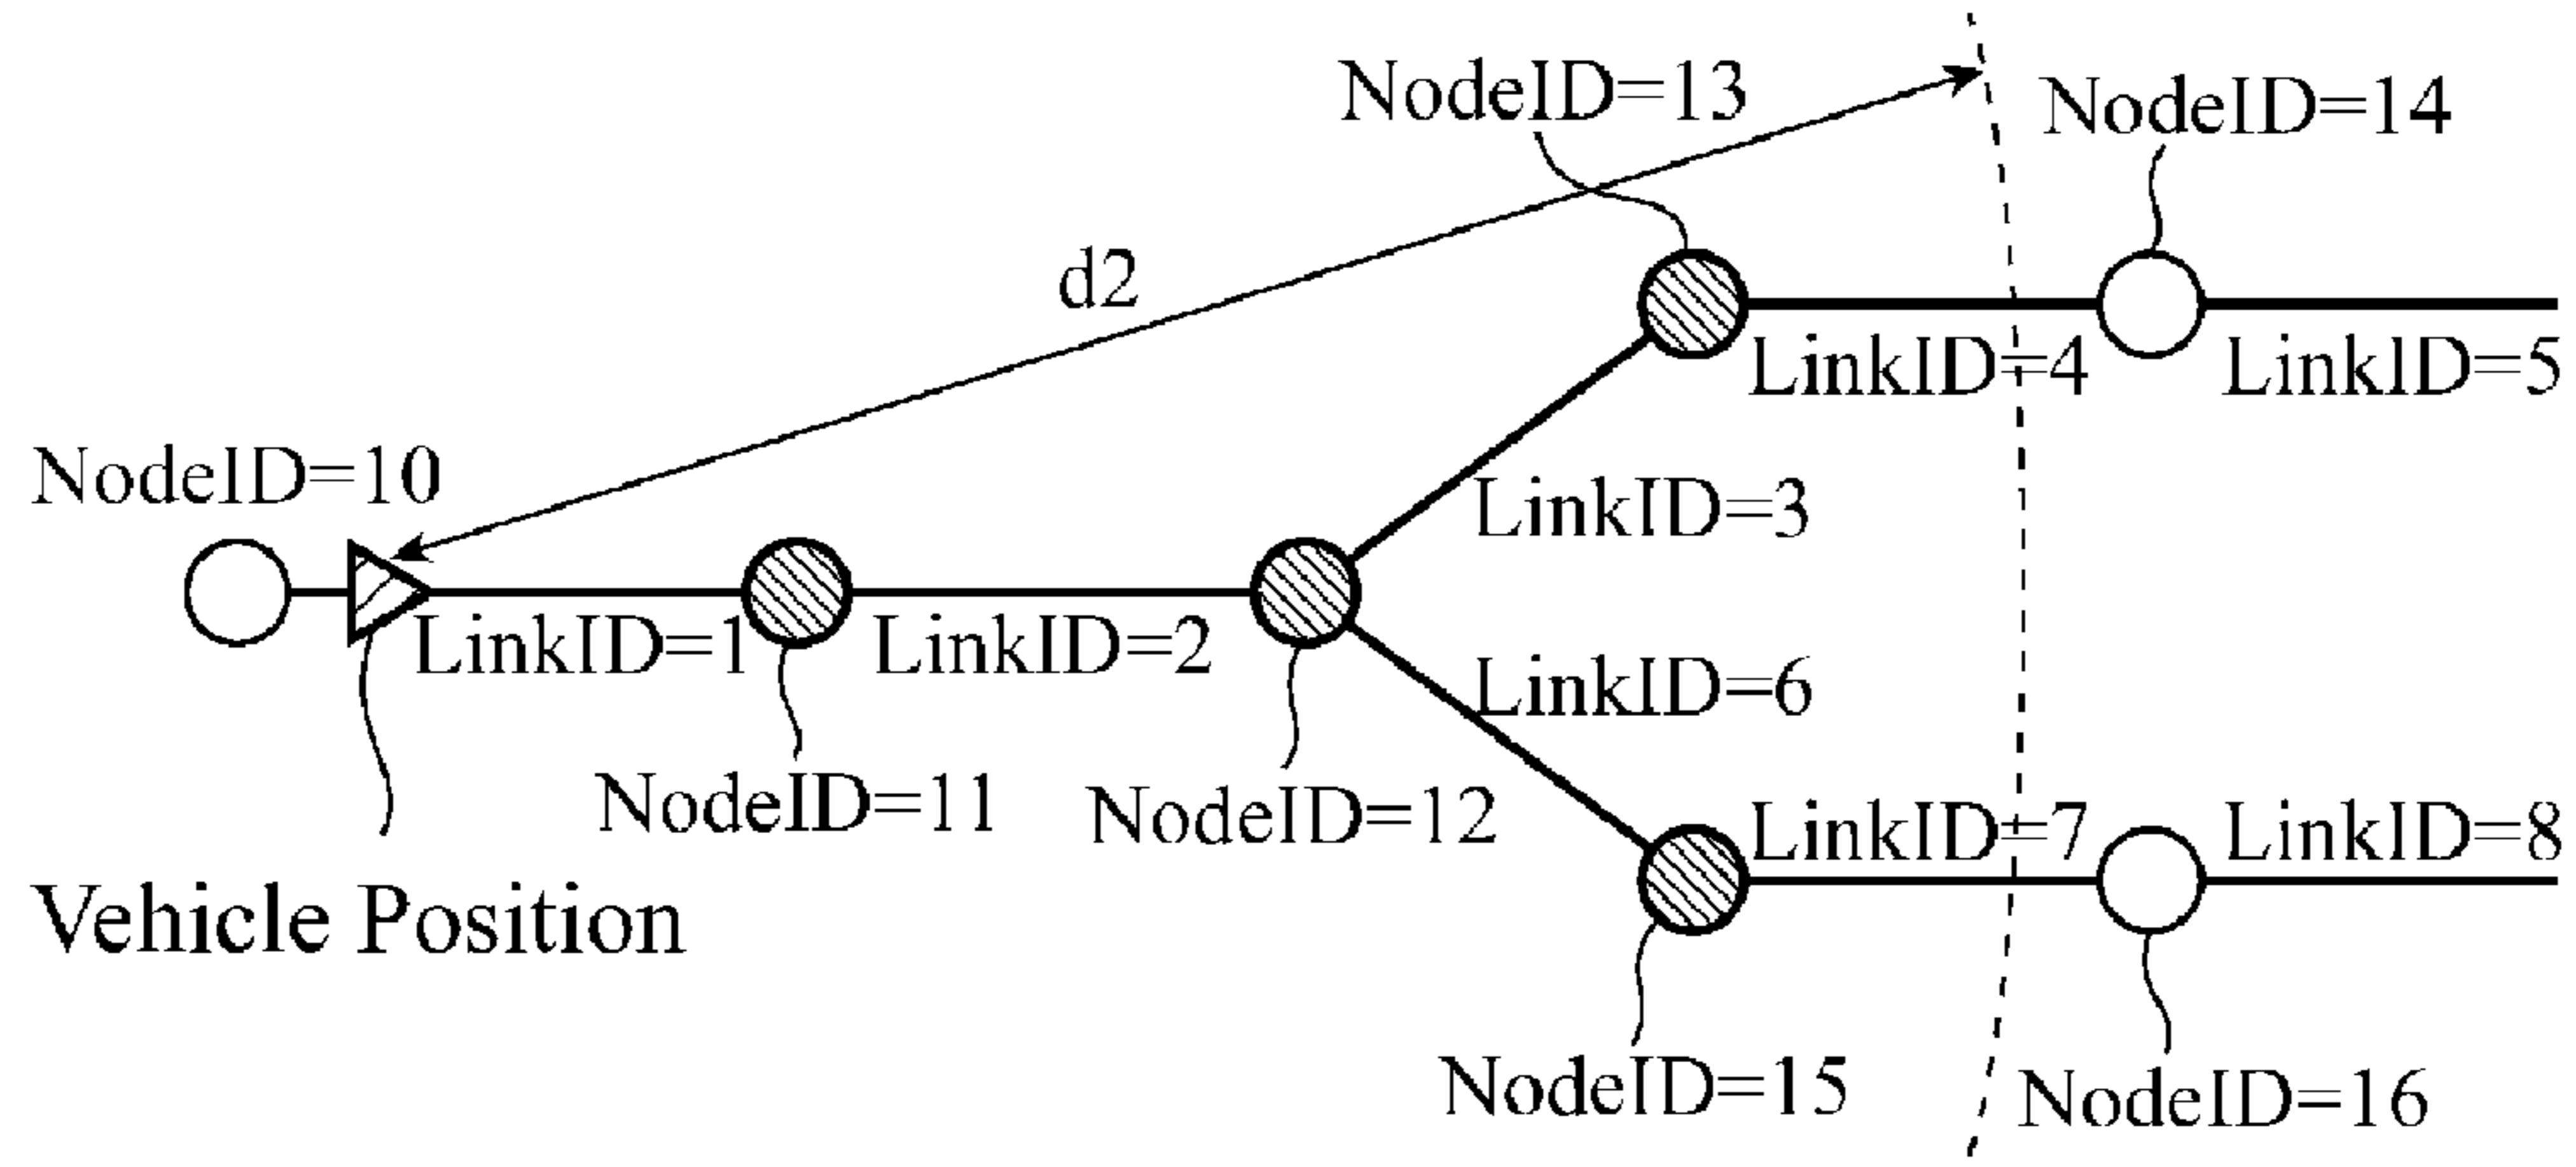 NodeID=13
NodeID=14
d2
LinkID=4
LinkID=5
NodeID=10
LinkID=3
LinkID=1
LinkID=2
LinkID=6
NodeID=11
NodeID=12
LinkID=7
LinkID=8
Vehicle Position
NodeID=15
NodeID=16